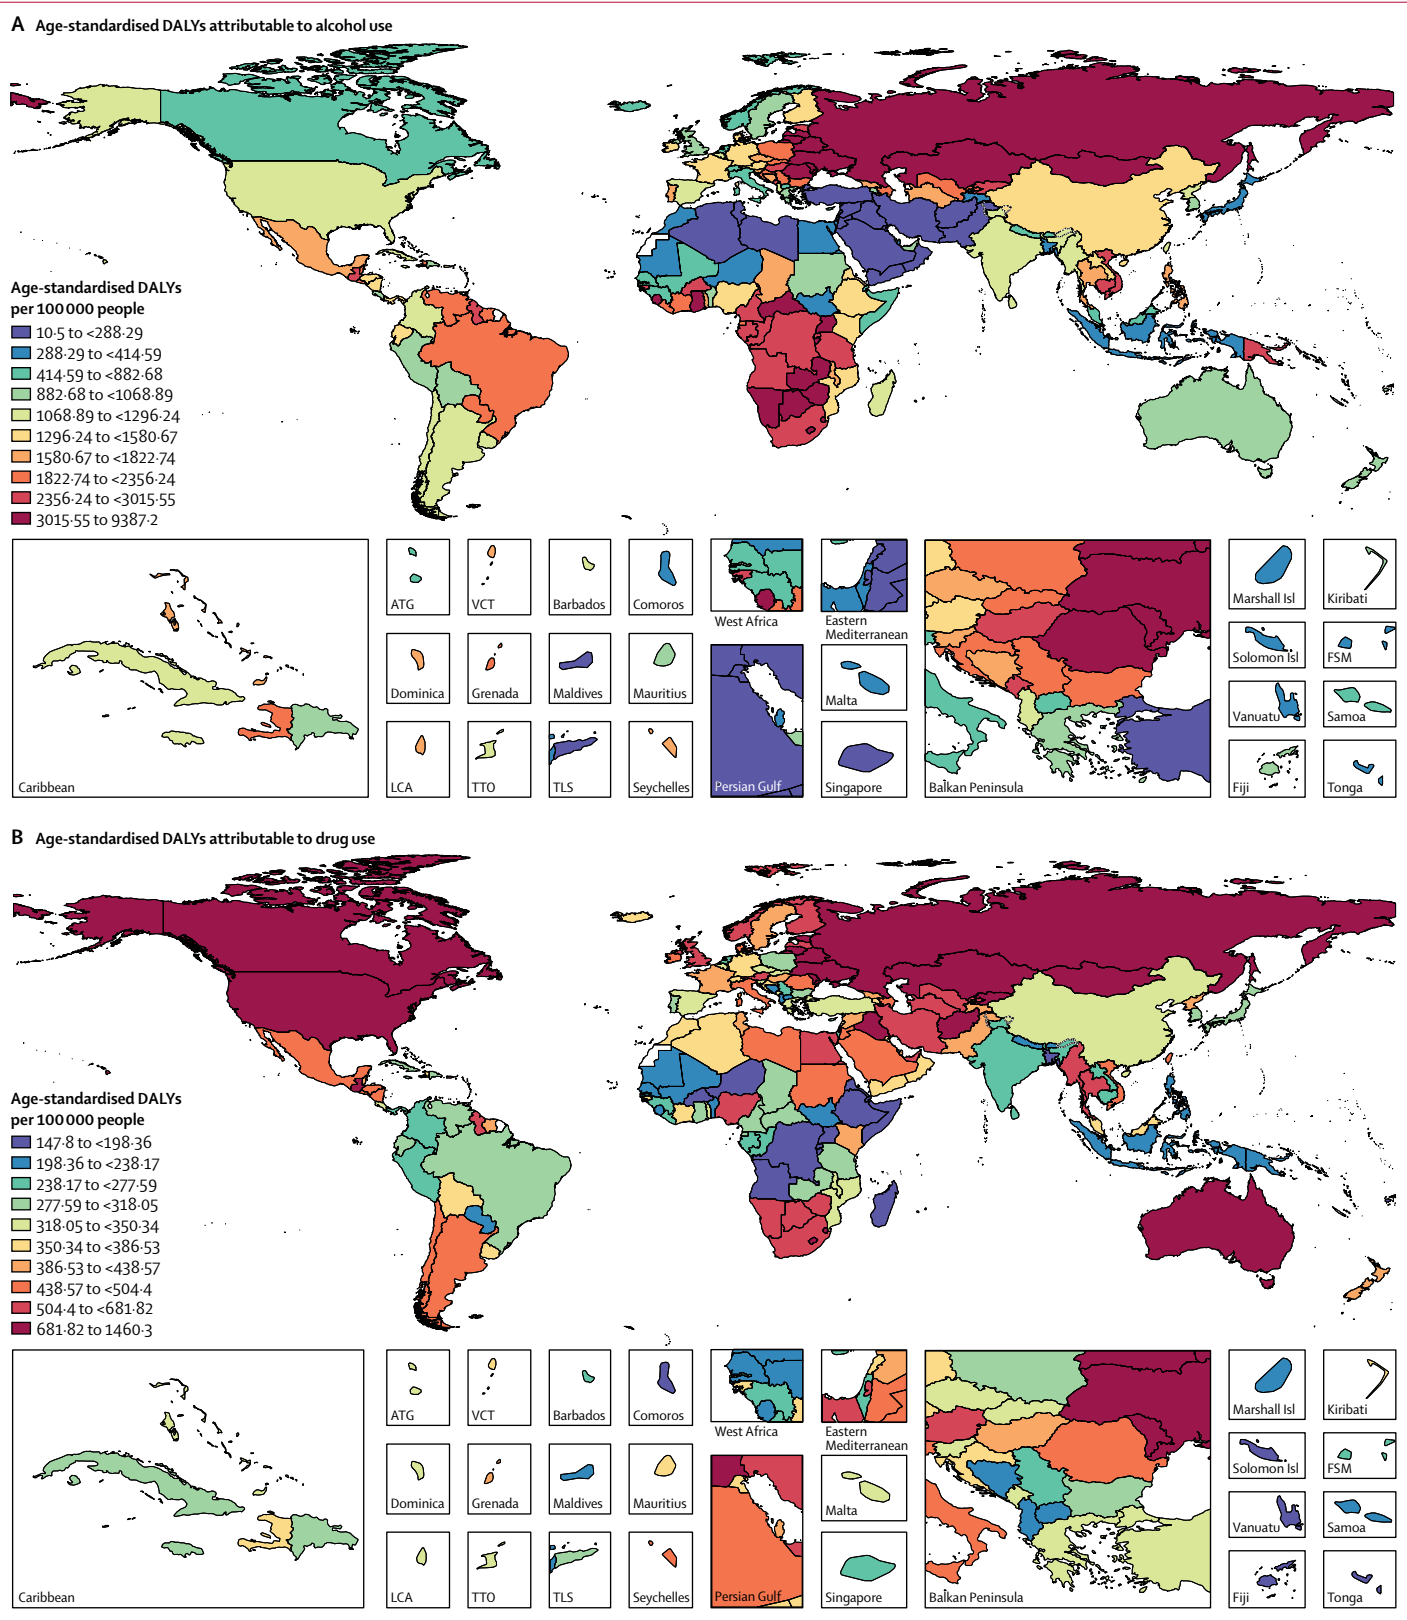 A Age-standardised DALYs attributable to alcohol use
Age-standardised DALYs
per 100 000 people
10·5 to <288·29
288·29 to <414·59
414·59 to <882·68
882·68 to <1068·89
1068·89 to <1296·24
1296·24 to <1580·67
1580·67 to <1822·74
1822·74 to <2356·24
2356·24 to <3015·55
3015·55 to 9387·2
Caribbean
ATG
VCT
Barbados
Comoros
West Africa
Eastern
Mediterranean
Marshall Isl
Kiribati
Dominica
Grenada
Maldives
Mauritius
Malta
Solomon Isl
FSM
LCA
TTO
TLS
Seychelles
Persian Gulf
Singapore
Balkan Peninsula
Vanuatu
Samoa
Fiji
Tonga
B Age-standardised DALYs attributable to drug use
Age-standardised DALYs
per 100 000 people
147·8 to <198·36
198·36 to <238·17
238·17 to <277·59
277·59 to <318·05
318·05 to <350·34
350·34 to <386·53
386·53 to <438·57
438·57 to <504·4
504·4 to <681·82
681·82 to 1460·3
Caribbean
ATG
VCT
Barbados
Comoros
West Africa
Eastern
Mediterranean
Marshall Isl
Kiribati
Dominica
Grenada
Maldives
Mauritius
Malta
Solomon Isl
FSM
LCA
TTO
TLS
Seychelles
Persian Gulf
Singapore
Balkan Peninsula
Vanuatu
Samoa
Fiji
Tonga